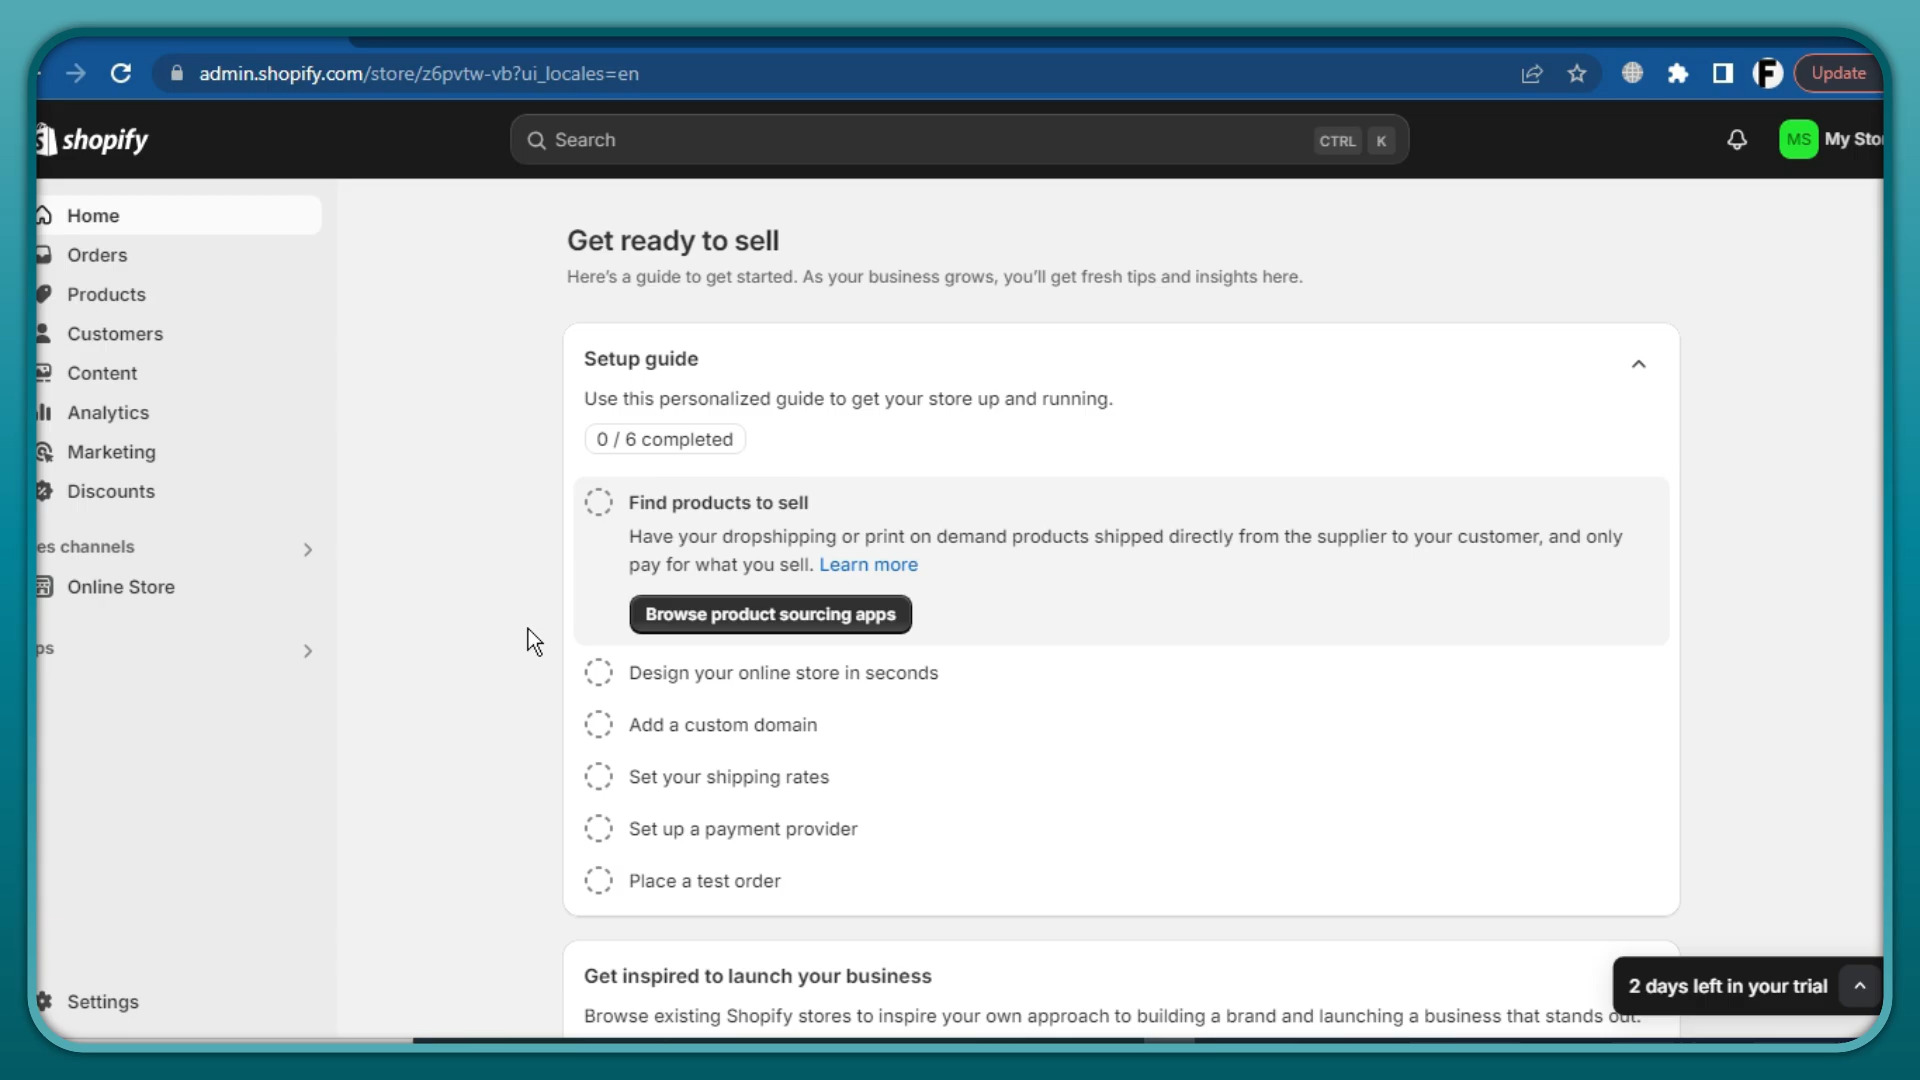 admin.shopify.com/store/z6pvtw-vb?ui_locales=en
Update
shopify
Search
CTRL K
MS
My Sto
Home
Orders
Products
Customers
Content
Analytics
Marketing
Discounts
es channels
Online Store
ps
Settings
Get ready to sell
Here's a guide to get started. As your business grows, you'll get fresh tips and insights here.
Setup guide
Use this personalized guide to get your store up and running.
0 / 6 completed
Find products to sell
Have your dropshipping or print on demand products shipped directly from the supplier to your customer, and only
pay for what you sell. Learn more
Browse product sourcing apps
Design your online store in seconds
Add a custom domain
Set your shipping rates
Set up a payment provider
Place a test order
Get inspired to launch your business
Browse existing Shopify stores to inspire your own approach to building a brand and launching a business that stands out.
2 days left in your trial